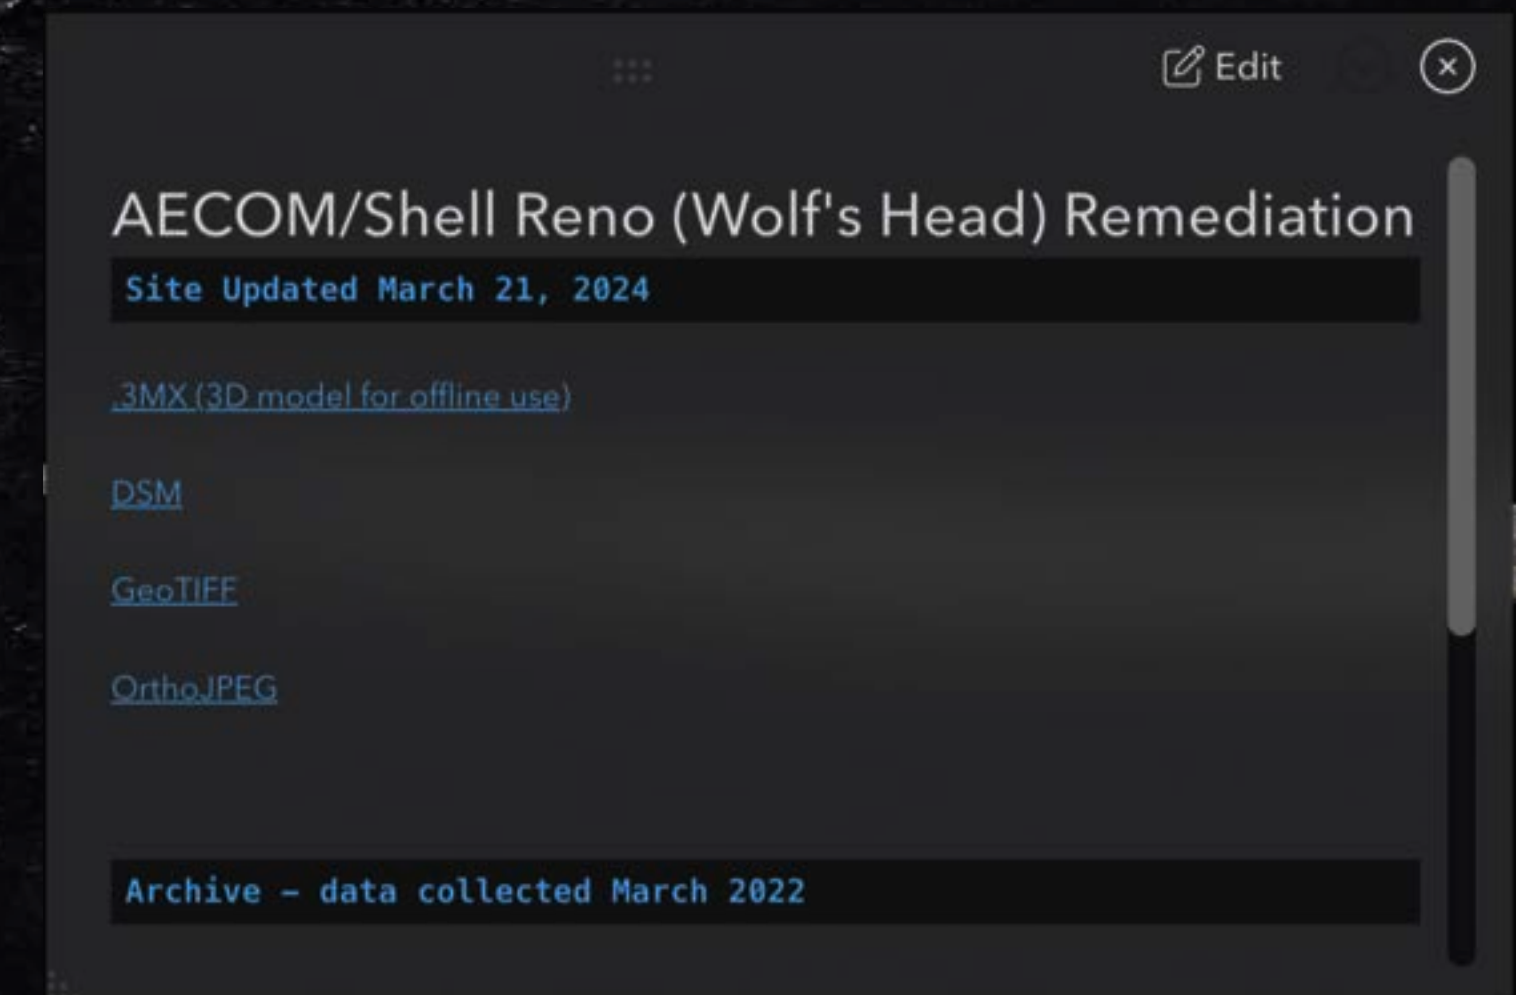 Edit
AECOM/Shell Reno (Wolf's Head) Remediation
Site Updated March 21, 2024
.3MX (3D model for offline use)
DSM
GeoTIFF
OrthoJPEG
Archive – data collected March 2022